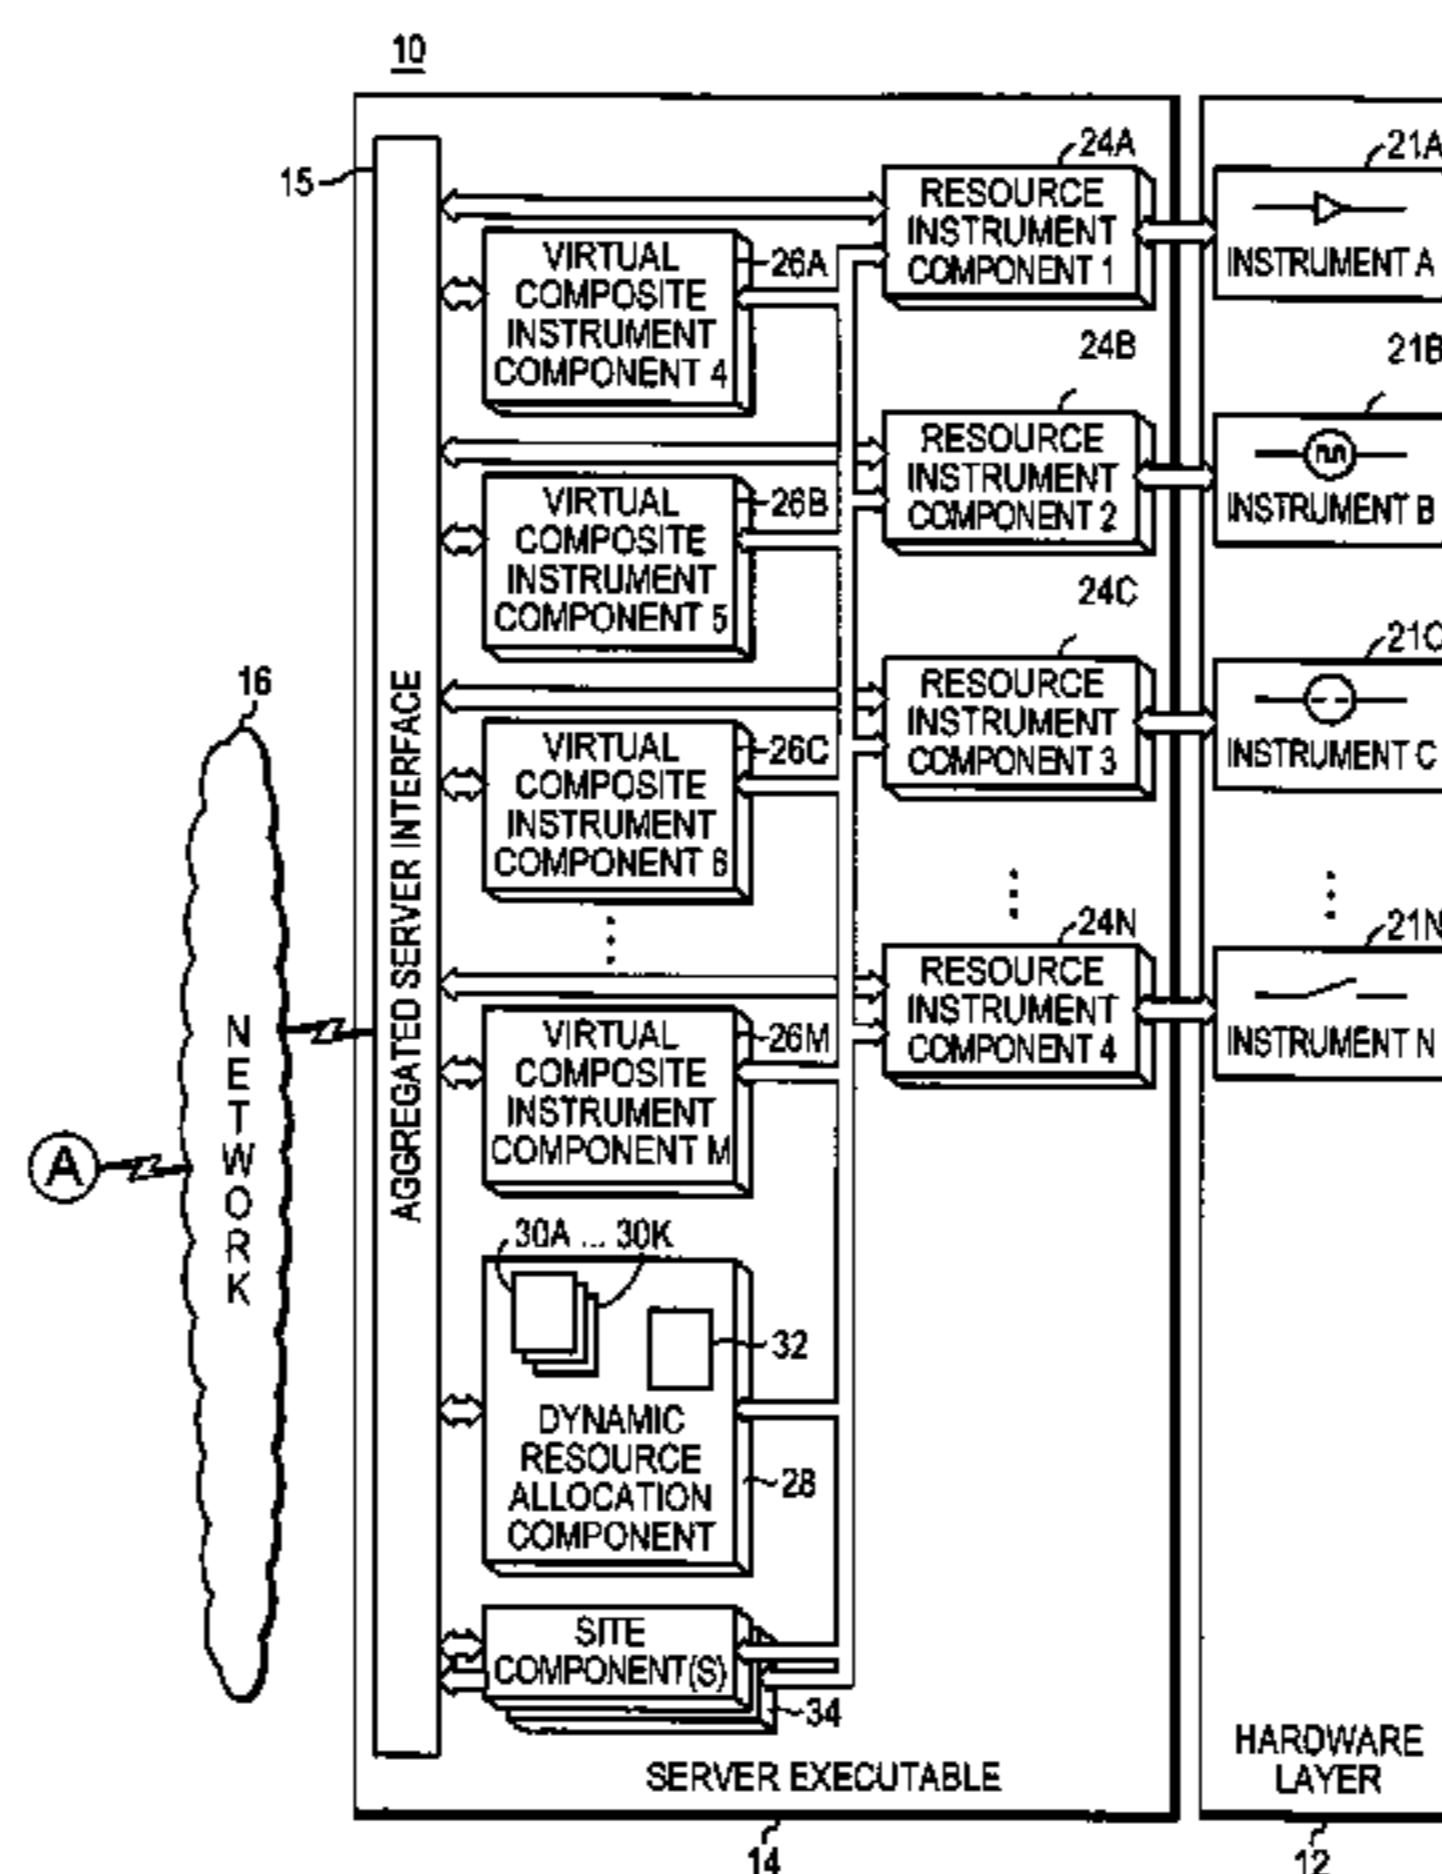 10
15
24A
21A
RESOURCE
INSTRUMENT
COMPONENT 1
INSTRUMENT A
VIRTUAL
COMPOSITE
INSTRUMENT
COMPONENT 4
26A
24B
21B
RESOURCE
INSTRUMENT
COMPONENT 2
INSTRUMENT B
VIRTUAL
COMPOSITE
INSTRUMENT
COMPONENT 5
26B
24C
21C
RESOURCE
INSTRUMENT
COMPONENT 3
INSTRUMENT C
VIRTUAL
COMPOSITE
INSTRUMENT
COMPONENT 6
26C
24N
21N
RESOURCE
INSTRUMENT
COMPONENT 4
INSTRUMENT N
VIRTUAL
COMPOSITE
INSTRUMENT
COMPONENT M
26M
16
NETWORK
A
AGGREGATED SERVER INTERFACE
30A ... 30K
32
DYNAMIC
RESOURCE
ALLOCATION
COMPONENT
28
SITE
COMPONENT(S)
34
SERVER EXECUTABLE
HARDWARE
LAYER
14
12